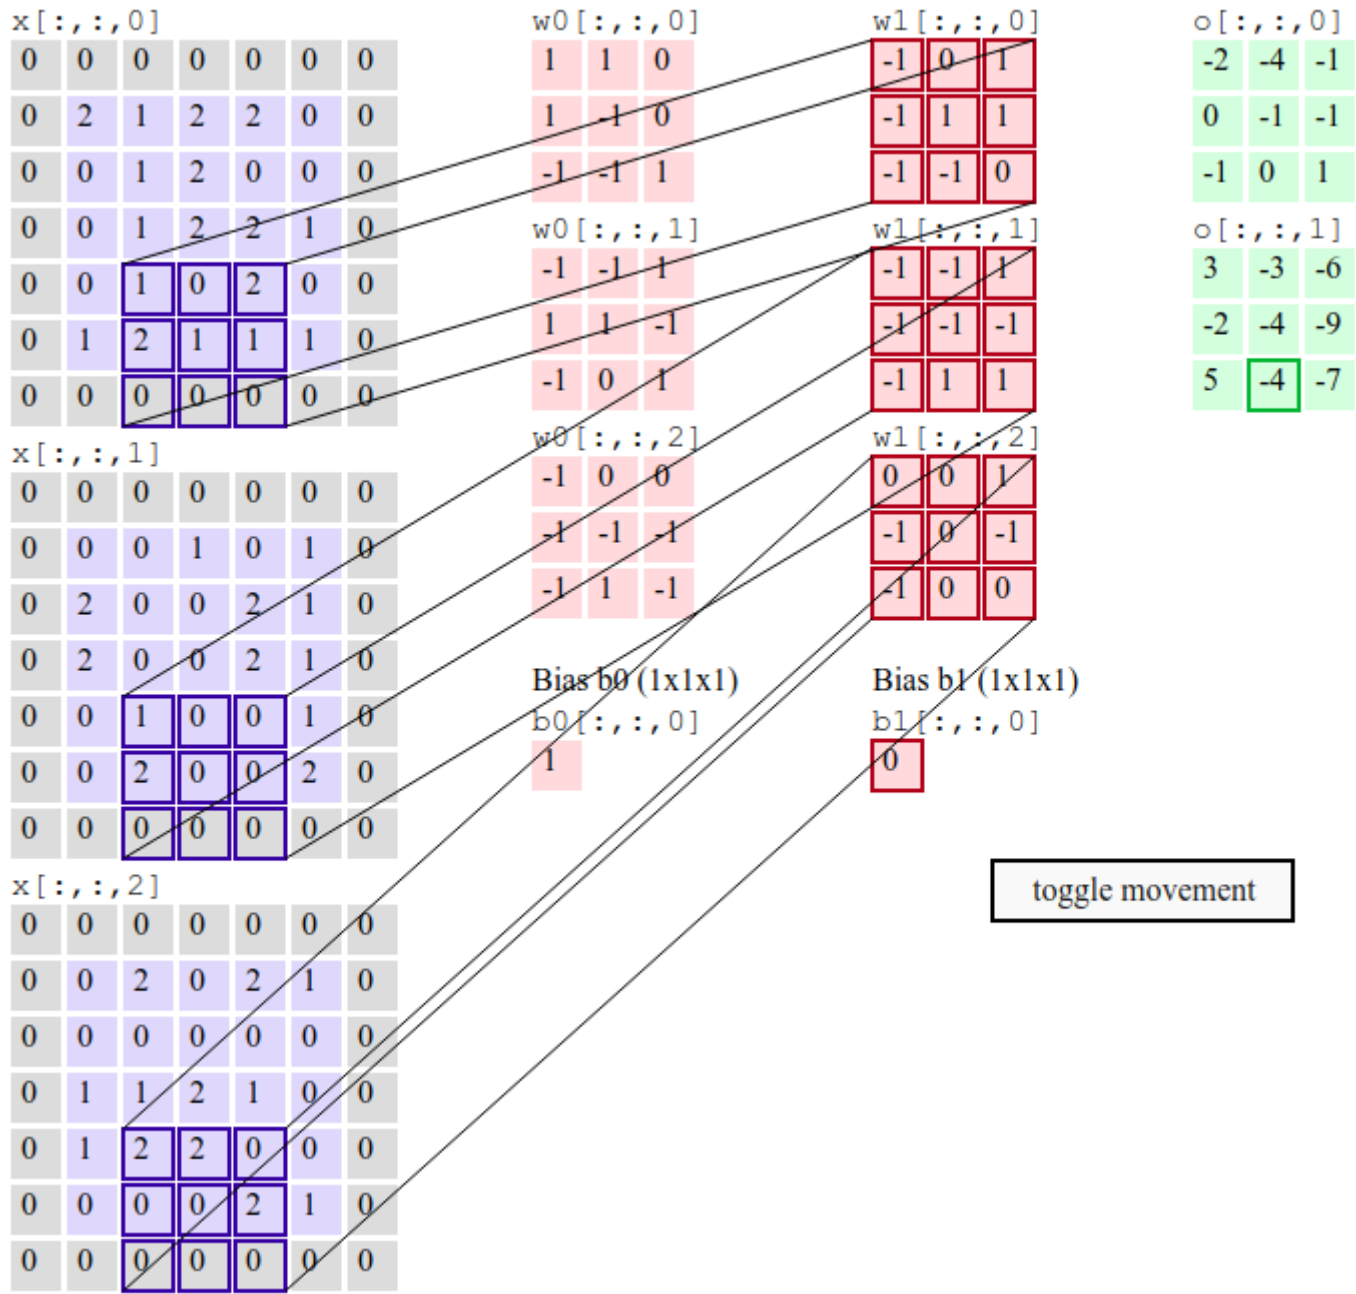 x[:,:,0]
0 0 0 0 0 0 0
0 2 1 2 2 0 0
0 0 1 2 0 0 0
0 0 1 2 2 1 0
0 0 1 0 2 0 0
0 1 2 1 1 1 0
0 0 0 0 0 0 0
x[:,:,1]
0 0 0 0 0 0 0
0 0 0 1 0 1 0
0 2 0 0 2 1 0
0 2 0 0 2 1 0
0 0 1 0 0 1 0
0 0 2 0 0 2 0
0 0 0 0 0 0 0
x[:,:,2]
0 0 0 0 0 0 0
0 0 2 0 2 1 0
0 0 0 0 0 0 0
0 1 1 2 1 0 0
0 1 2 2 0 0 0
0 0 0 0 2 1 0
0 0 0 0 0 0 0
w0[:,:,0]
1 1 0
1 -1 0
-1 -1 1
w0[:,:,1]
-1 -1 1
1 1 -1
-1 0 1
w0[:,:,2]
-1 0 0
-1 -1 -1
-1 1 -1
Bias b0 (1x1x1)
b0[:,:,0]
1
w1[:,:,0]
-1 0 1
-1 1 1
-1 -1 0
w1[:,:,1]
-1 -1 1
-1 -1 -1
-1 1 1
w1[:,:,2]
0 0 1
-1 0 -1
-1 0 0
Bias b1 (1x1x1)
b1[:,:,0]
0
o[:,:,0]
-2 -4 -1
0 -1 -1
-1 0 1
o[:,:,1]
3 -3 -6
-2 -4 -9
5 -4 -7
toggle movement